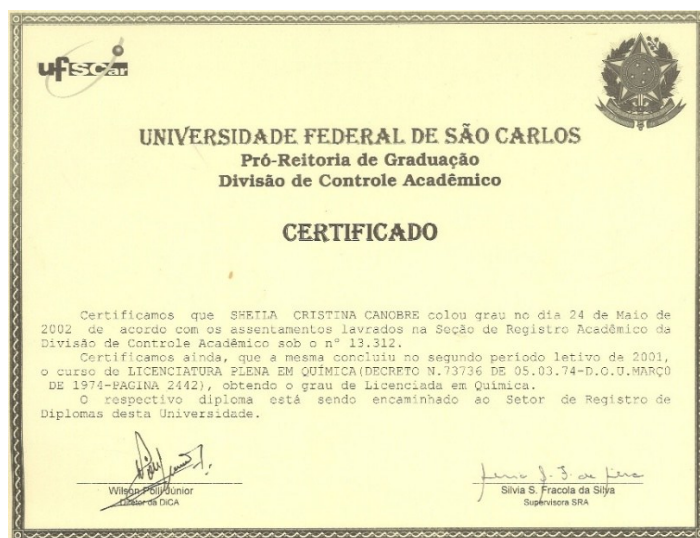 ufscar
UNIVERSIDADE FEDERAL DE SÃO CARLOS
Pró-Reitoria de Graduação
Divisão de Controle Acadêmico
CERTIFICADO
Certificamos que SHEILA CRISTINA CANOBRE colou grau no dia 24 de Maio de
2002 de acordo com os assentamentos lavrados na Seção de Registro Acadêmico da
Divisão de Controle Acadêmico sob o nº 13.312.
Certificamos ainda, que a mesma concluiu no segundo período letivo de 2001,
o curso de LICENCIATURA PLENA EM QUÍMICA(DECRETO N.73736 DE 05.03.74-D.O.U.MARÇO
DE 1974-PAGINA 2442), obtendo o grau de Licenciada em Química.
O respectivo diploma está sendo encaminhado ao Setor de Registro de
Diplomas desta Universidade.
Wilson Polli Júnior
Diretor da DiCA
Silvia S. Fracola da Silva
Supervisora SRA